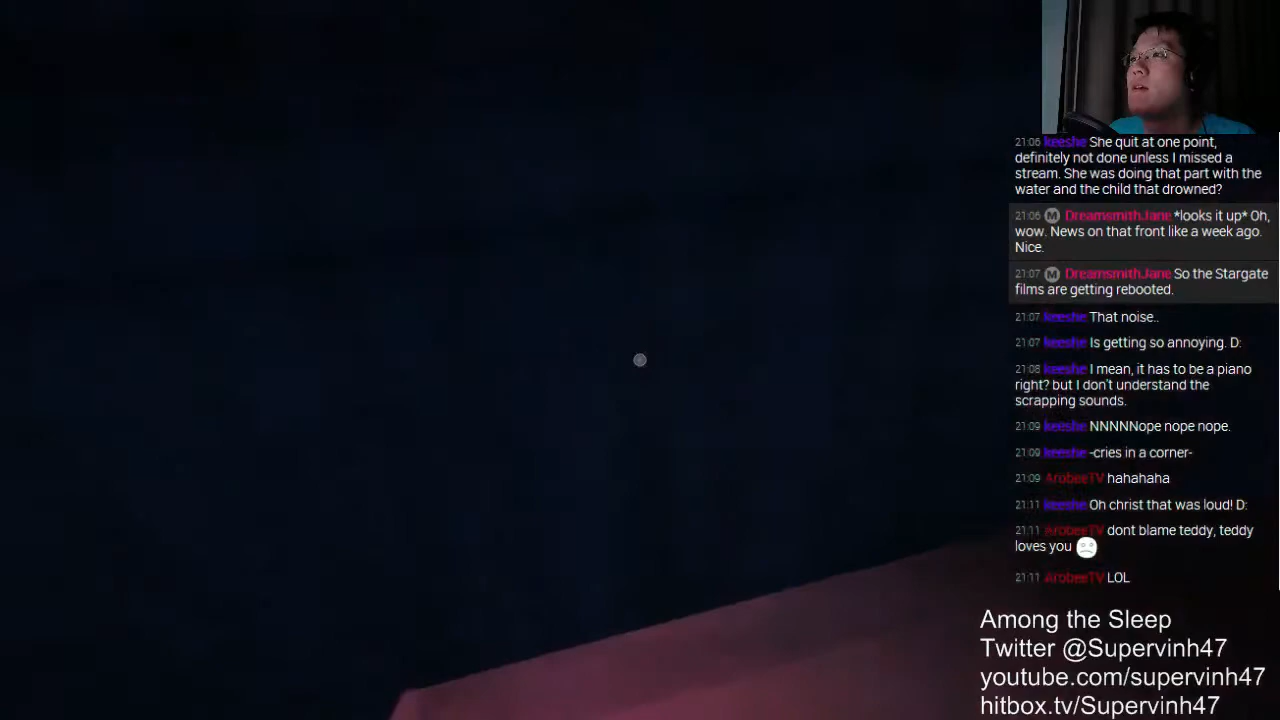 21:06 keeshe She quit at one point,
definitely not done unless I missed a
stream. She was doing that part with the
water and the child that drowned?
21:06 M Dreamsmith.Jane *looks it up* Oh,
wow. News on that front like a week ago.
Nice.
21:07 M Dreamsmith.Jane So the Stargate
films are getting rebooted.
21:07 keeshe That noise..
21:07 keeshe Is getting so annoying. D:
21:08 keeshe I mean, it has to be a piano
right? but I don't understand the
scrapping sounds.
21:09 keeshe NNNNNope nope nope.
21:09 keeshe -cries in a corner-
21:09 ArobeeTV hahahaha
21:11 keeshe Oh christ that was loud! D:
21:11 ArobeeTV dont blame teddy, teddy
loves you
21:11 ArobeeTV LOL
Among the Sleep
Twitter @Supervinh47
youtube.com/supervinh47
hitbox.tv/Supervinh47